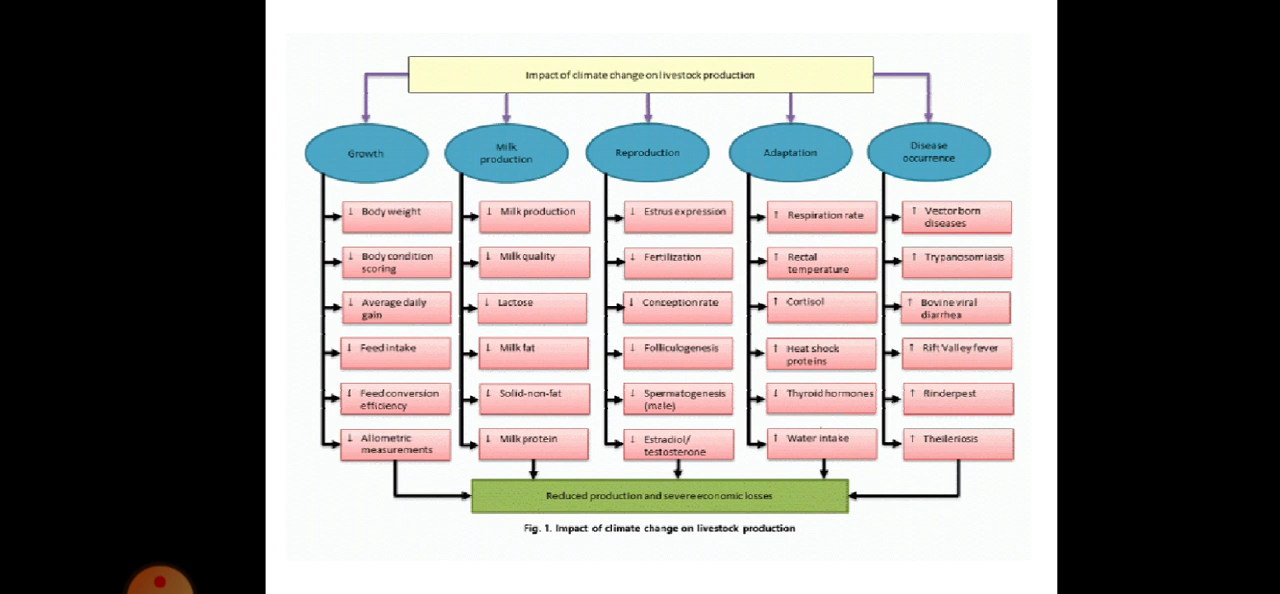 Impact of climate change on livestock production
Growth
↓ Body weight
↓ Body condition
scoring
↓ Average daily
gain
↓ Feed intake
↓ Feed conversion
efficiency
↓ Allometric
measurements
Milk
production
↓ Milk production
↓ Milk quality
↓ Lactose
↓ Milk fat
↓ Solid-non-fat
↓ Milk protein
Reproduction
↓ Estrus expression
↓ Fertilization
↓ Conception rate
↓ Folliculogenesis
↓ Spermatogenesis
(male)
↓ Estradiol/
testosterone
Adaptation
↑ Respiration rate
↑ Rectal
temperature
↑ Cortisol
↑ Heat shock
proteins
↓ Thyroid hormones
↑ Water intake
Disease
occurrence
↑ Vector born
diseases
↑ Trypanosomiasis
↑ Bovine viral
diarrhea
↑ Rift Valley fever
↑ Rinderpest
↑ Theileriosis
Reduced production and severe economic losses
Fig. 1. Impact of climate change on livestock production